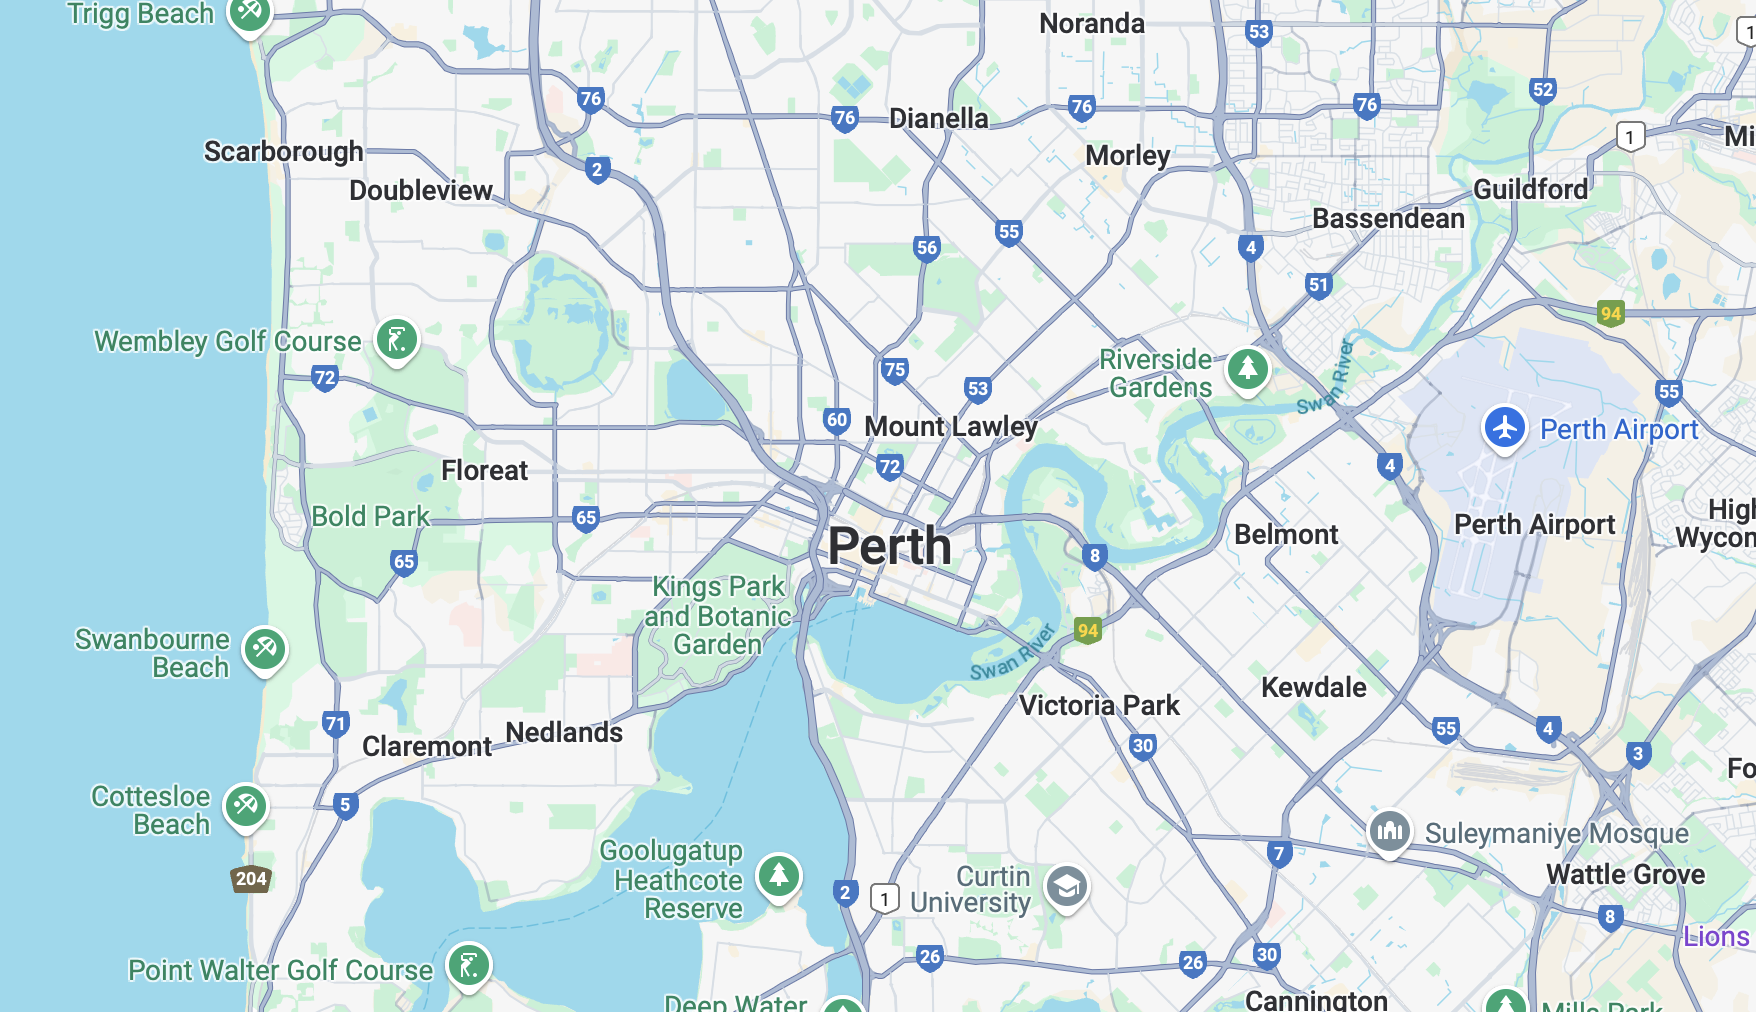 Trigg Beach
Noranda
53
1
76
76
Dianella
76
76
52
1
Mi
Scarborough
Doubleview
2
Morley
Guildford
Bassendean
56
55
4
51
94
Wembley Golf Course
72
75
53
Riverside
Gardens
Swan River
55
60
Mount Lawley
72
Perth Airport
4
Floreat
Bold Park
65
65
Perth
8
Belmont
Perth Airport
High
Wycom
Kings Park
and Botanic
Garden
94
Swan River
Swanbourne
Beach
71
Claremont
Nedlands
Victoria Park
Kewdale
30
55
4
3
Fo
Cottesloe
Beach
5
204
Goolugatup
Heathcote
Reserve
2
1
Curtin
University
7
Suleymaniye Mosque
Wattle Grove
8
Lions
Point Walter Golf Course
26
26
30
Cannington
Deep Water
Mills Park